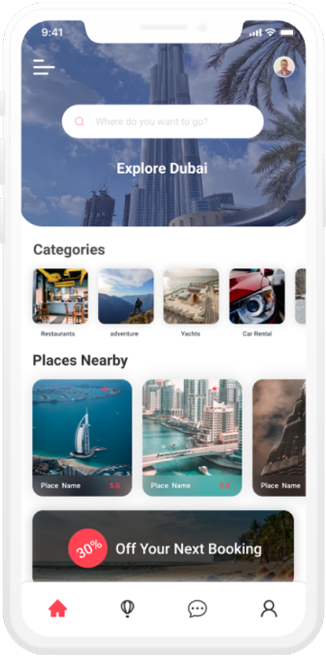 9:41
Where do you want to go?
Explore Dubai
Categories
Restaurants
adventure
Yachts
Car Rental
Places Nearby
Place Name 5.0
Place Name 5.0
Place Name
30% Off Your Next Booking